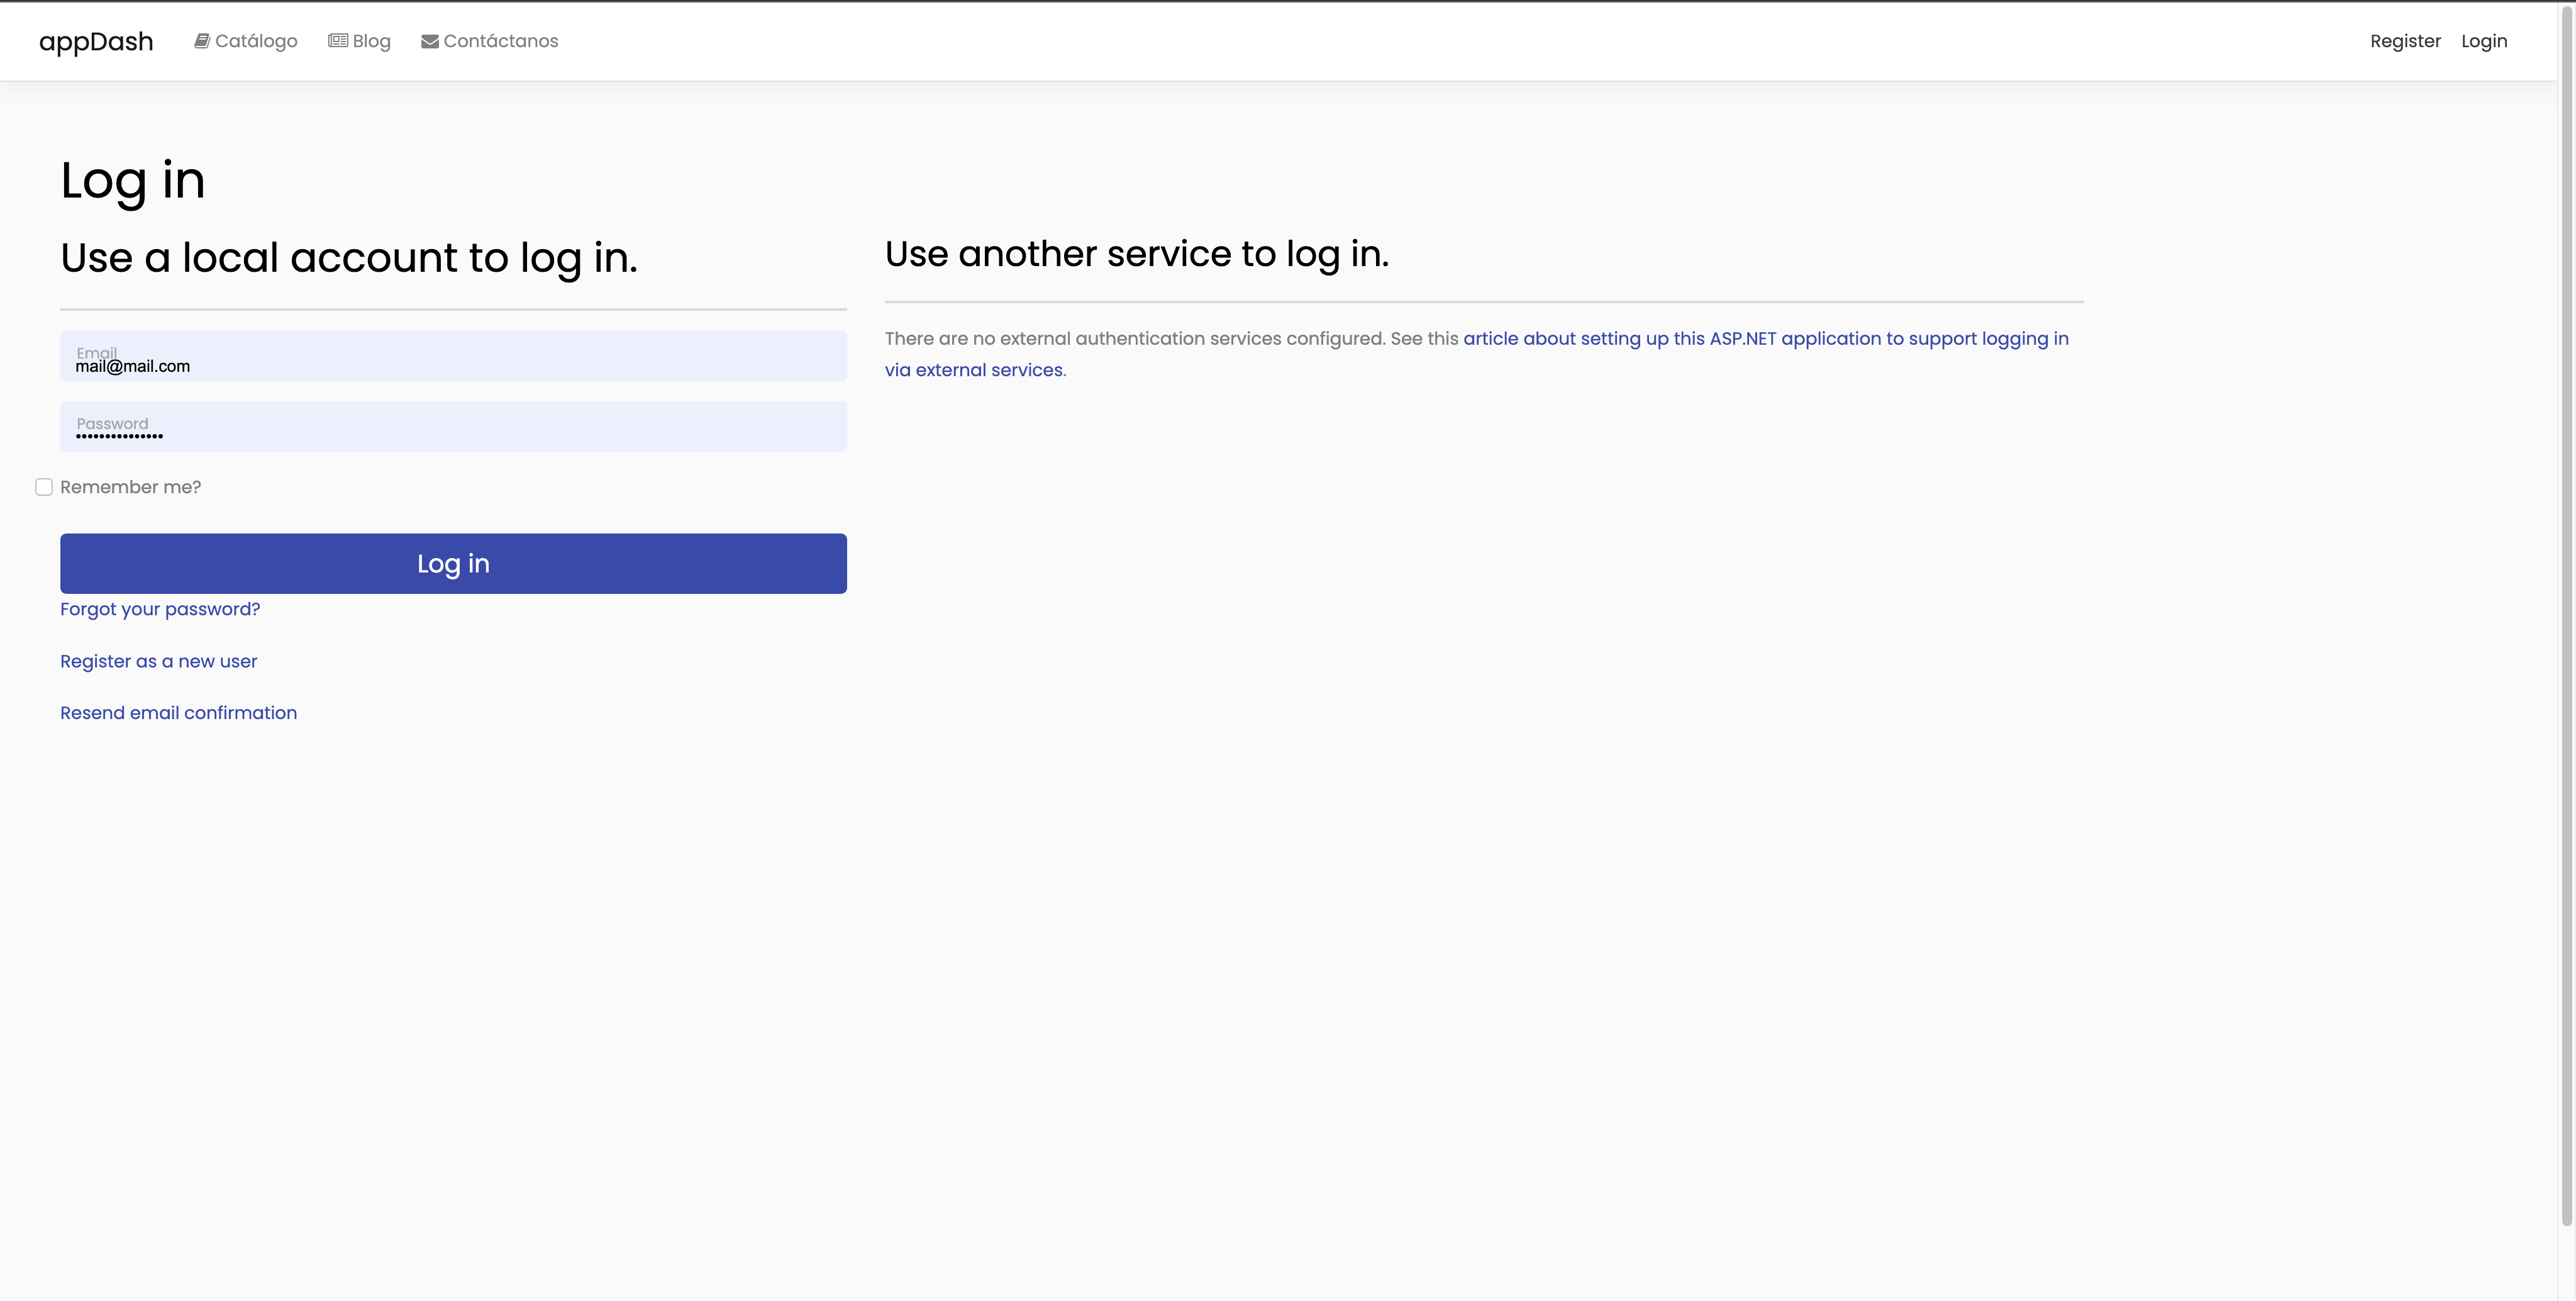 appDash Catálogo Blog Contáctanos Register Login
Log in
Use a local account to log in.
Email
mail@mail.com
Password
Remember me?
Log in
Forgot your password?
Register as a new user
Resend email confirmation
Use another service to log in.
There are no external authentication services configured. See this article about setting up this ASP.NET application to support logging in
via external services.